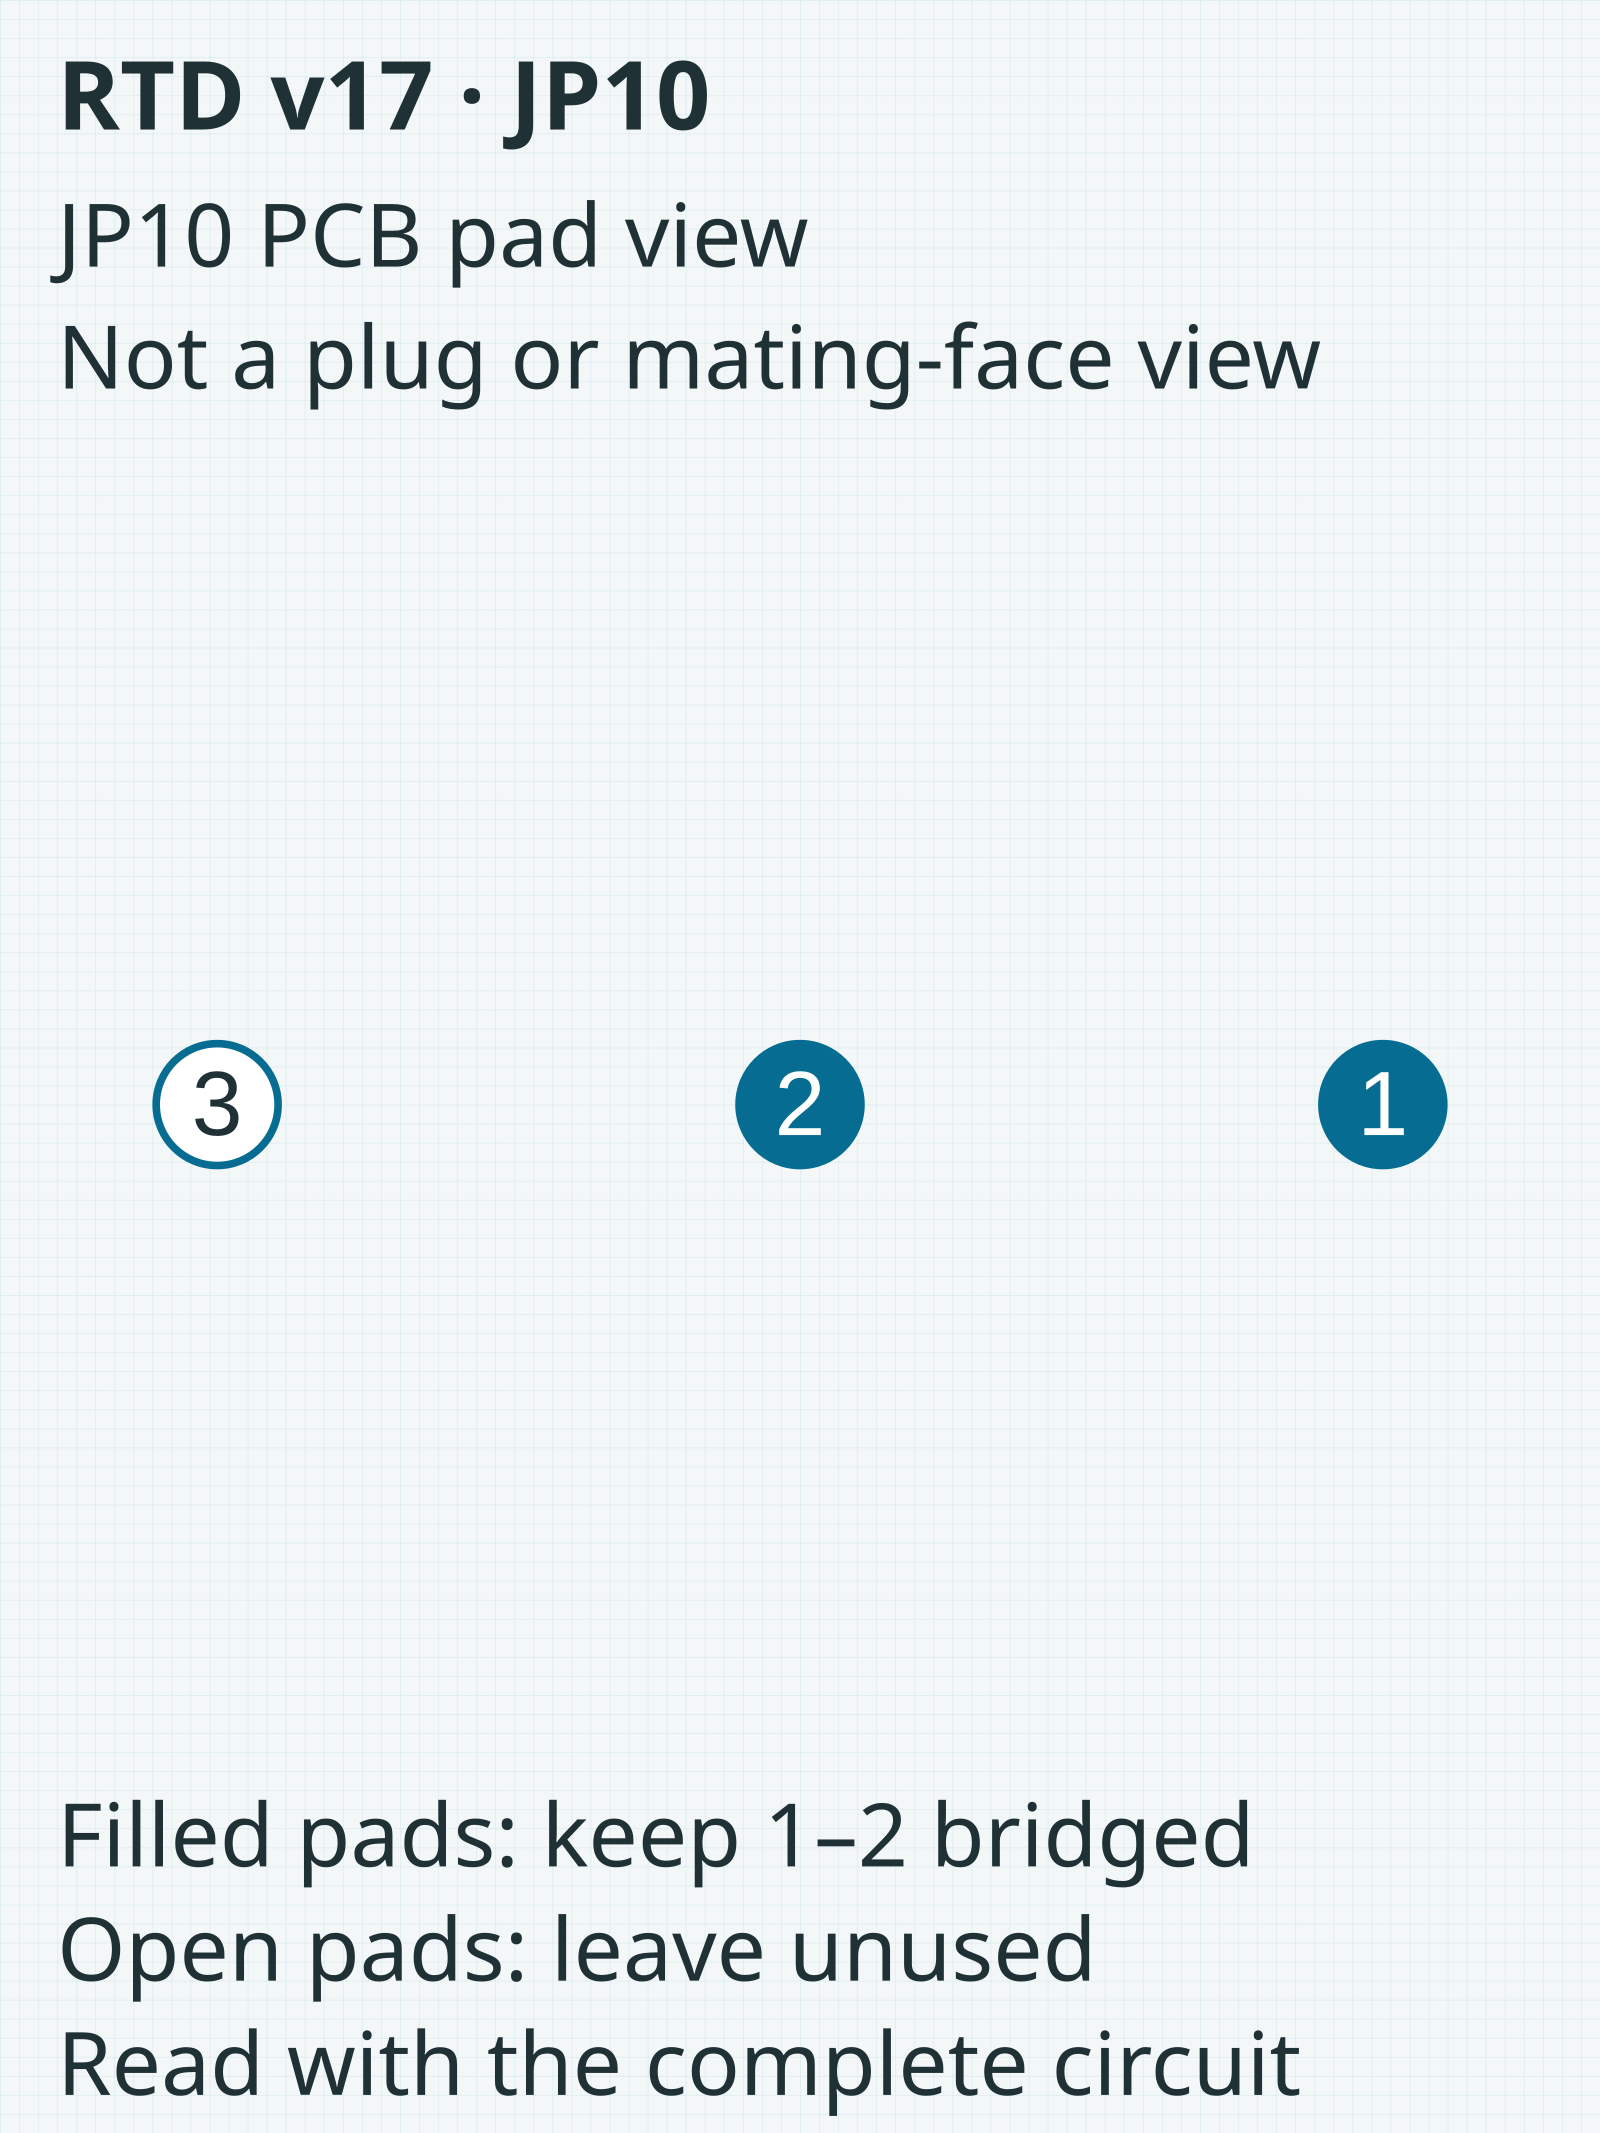 RTD v17 · JP10
JP10 PCB pad view
Not a plug or mating-face view
3 2 1
Filled pads: keep 1–2 bridged
Open pads: leave unused
Read with the complete circuit